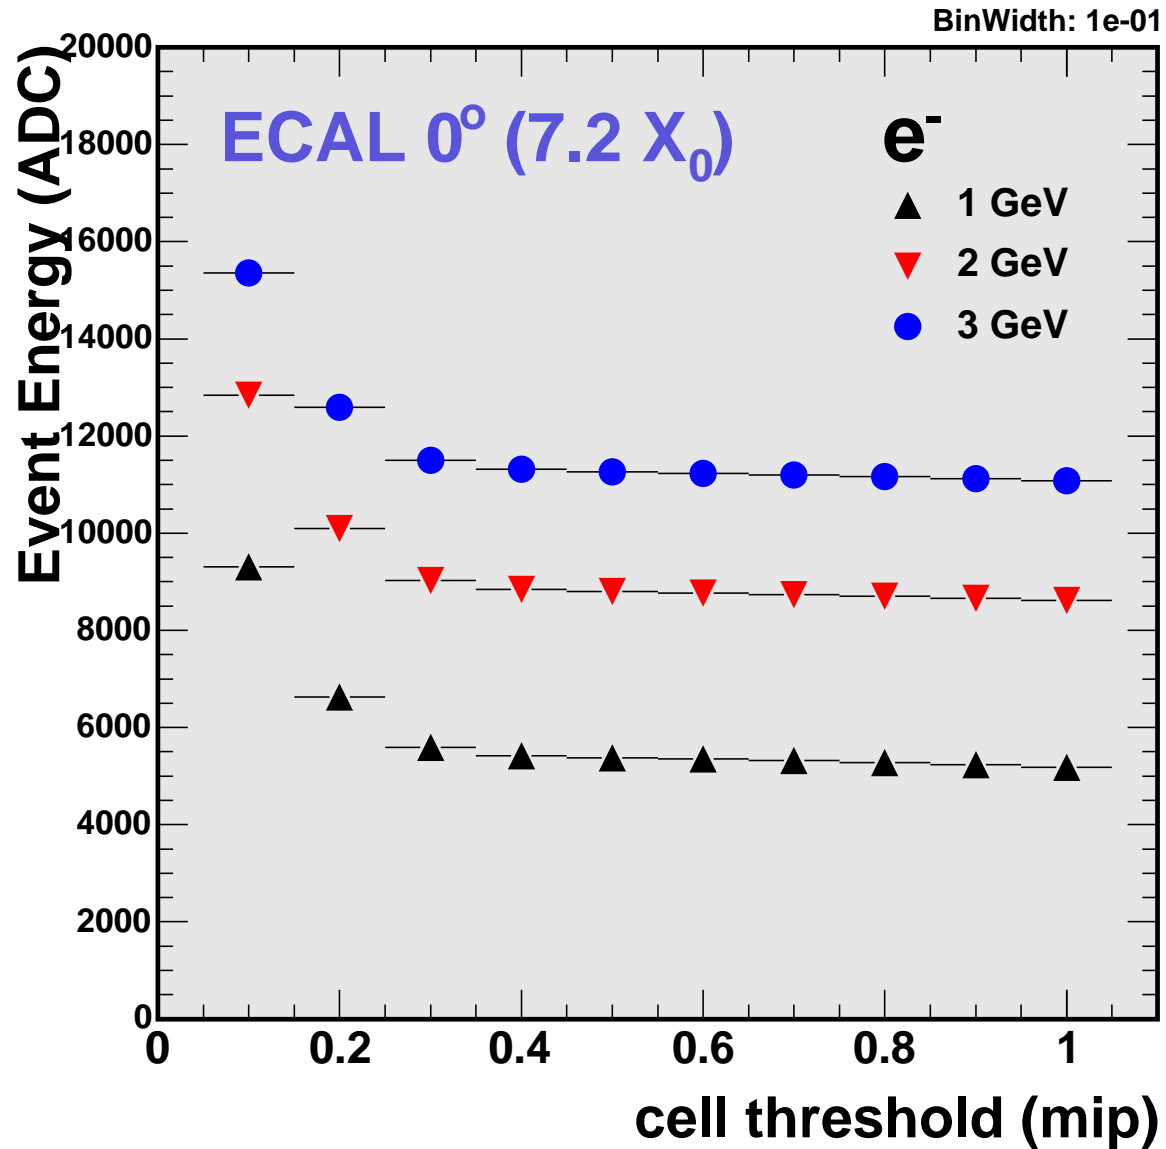 BinWidth: 1e-01
Event Energy (ADC)
20000
18000
16000
14000
12000
10000
8000
6000
4000
2000
0
ECAL 0° (7.2 X₀)
e⁻
1 GeV
2 GeV
3 GeV
0 0.2 0.4 0.6 0.8 1
cell threshold (mip)